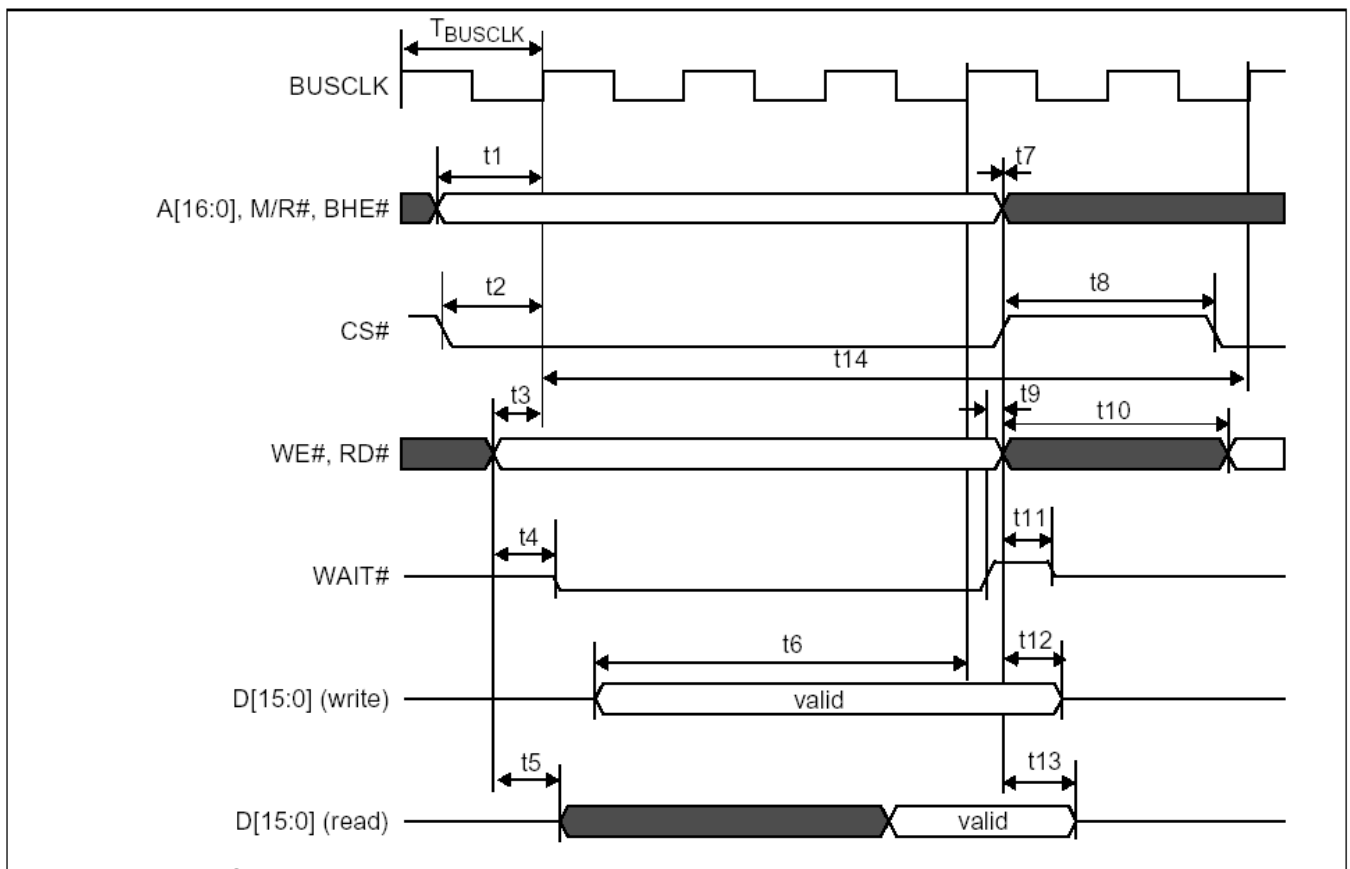 TBUSCLK
BUSCLK
t1
t7
A[16:0], M/R#, BHE#
t2
t8
CS#
t14
t3
t9
t10
WE#, RD#
t4
t11
WAIT#
t6
t12
D[15:0] (write)
valid
t5
t13
D[15:0] (read)
valid